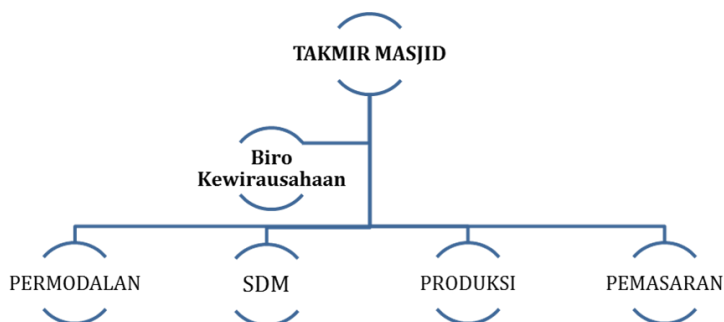 TAKMIR MASJID
Biro
Kewirausahaan
PERMODALAN
SDM
PRODUKSI
PEMASARAN